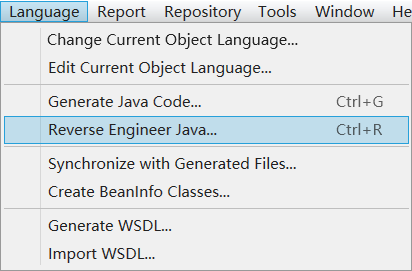 Language Report Repository Tools Window He
Change Current Object Language...
Edit Current Object Language...
Generate Java Code... Ctrl+G
Reverse Engineer Java... Ctrl+R
Synchronize with Generated Files...
Create BeanInfo Classes...
Generate WSDL...
Import WSDL...